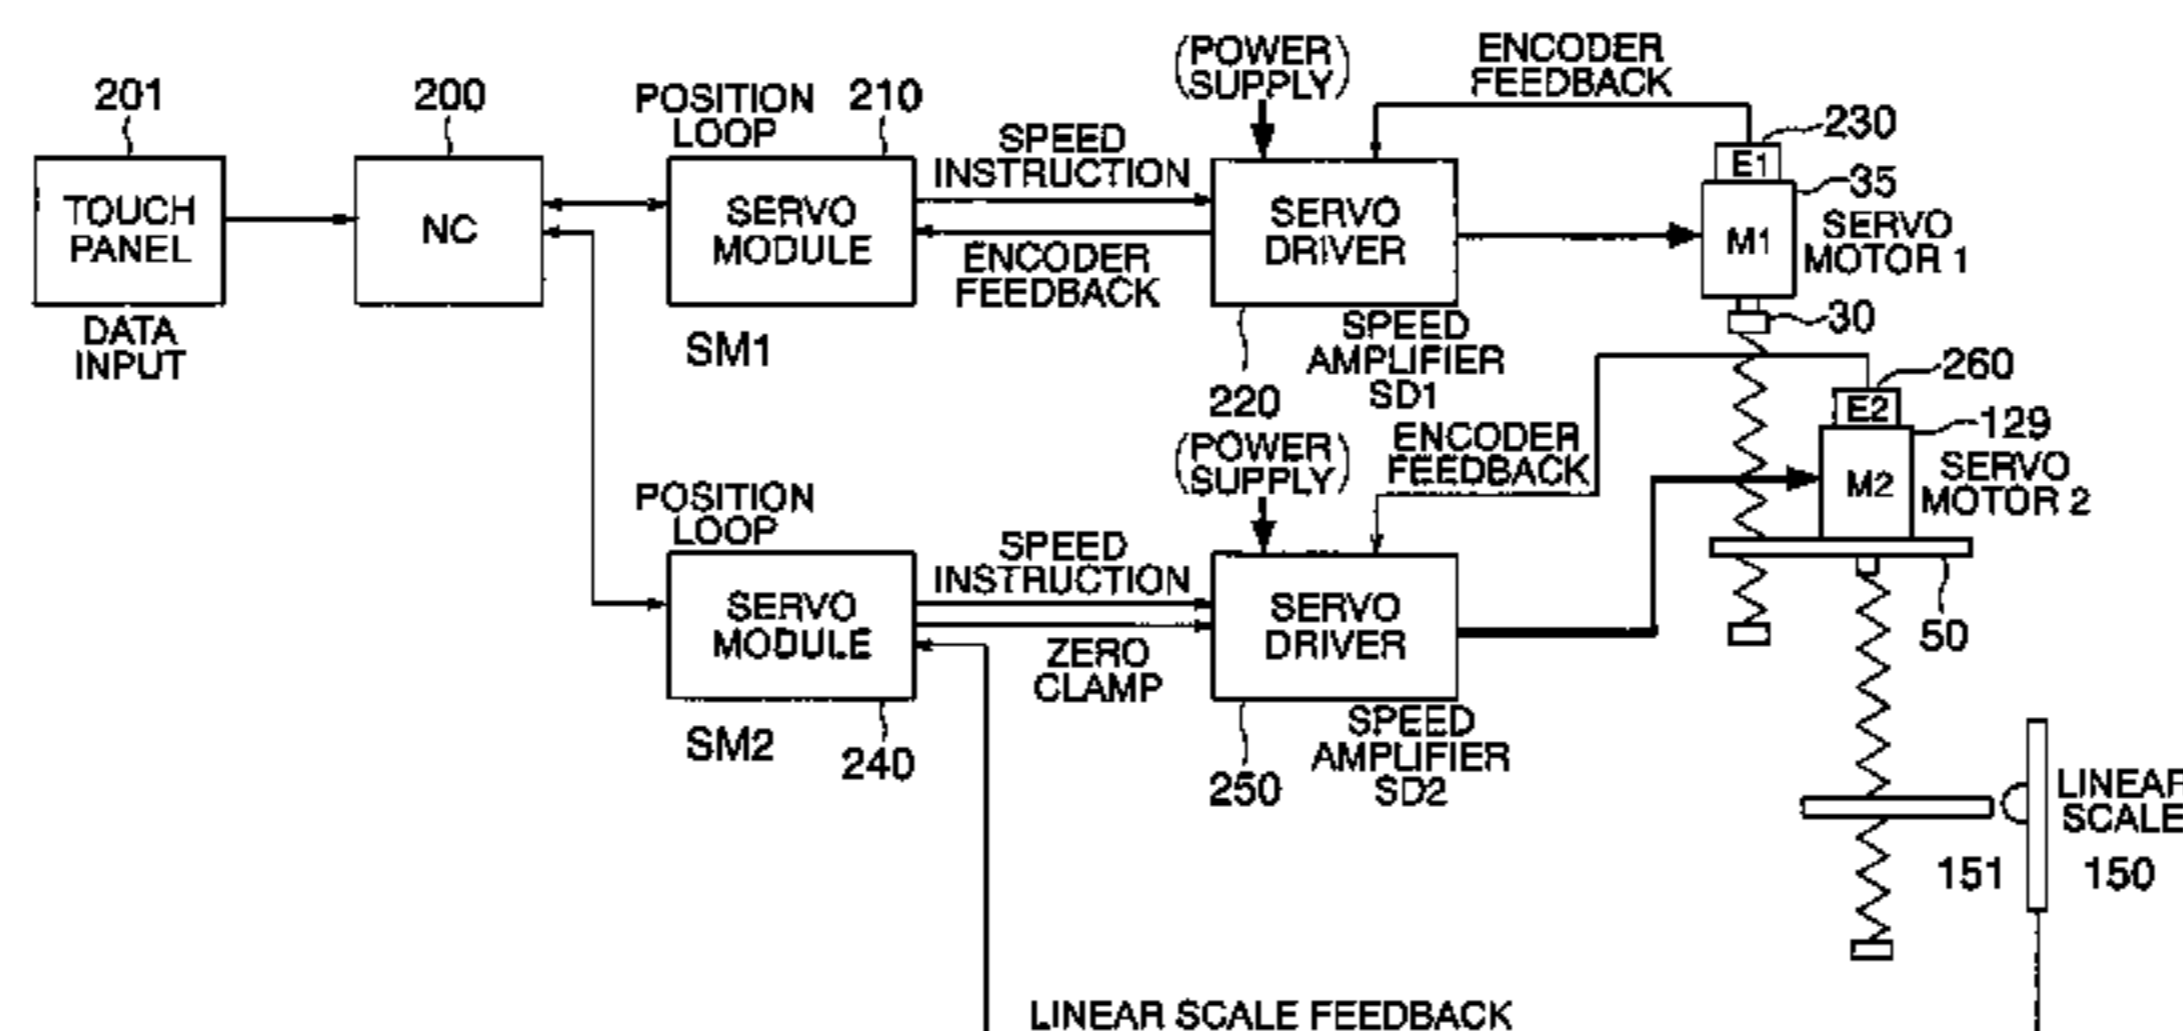 201
200
POSITION
LOOP
210
(POWER
SUPPLY)
ENCODER
FEEDBACK
SPEED
INSTRUCTION
230
E1
35
TOUCH
PANEL
NC
SERVO
MODULE
SERVO
DRIVER
M1
SERVO
MOTOR 1
ENCODER
FEEDBACK
DATA
INPUT
SM1
SPEED
AMPLIFIER
SD1
30
220
260
E2
129
(POWER
SUPPLY)
ENCODER
FEEDBACK
M2
SERVO
MOTOR 2
POSITION
LOOP
SPEED
INSTRUCTION
SERVO
MODULE
SERVO
DRIVER
ZERO
CLAMP
50
SM2
240
250
SPEED
AMPLIFIER
SD2
LINEAR
SCALE
151
150
LINEAR SCALE FEEDBACK